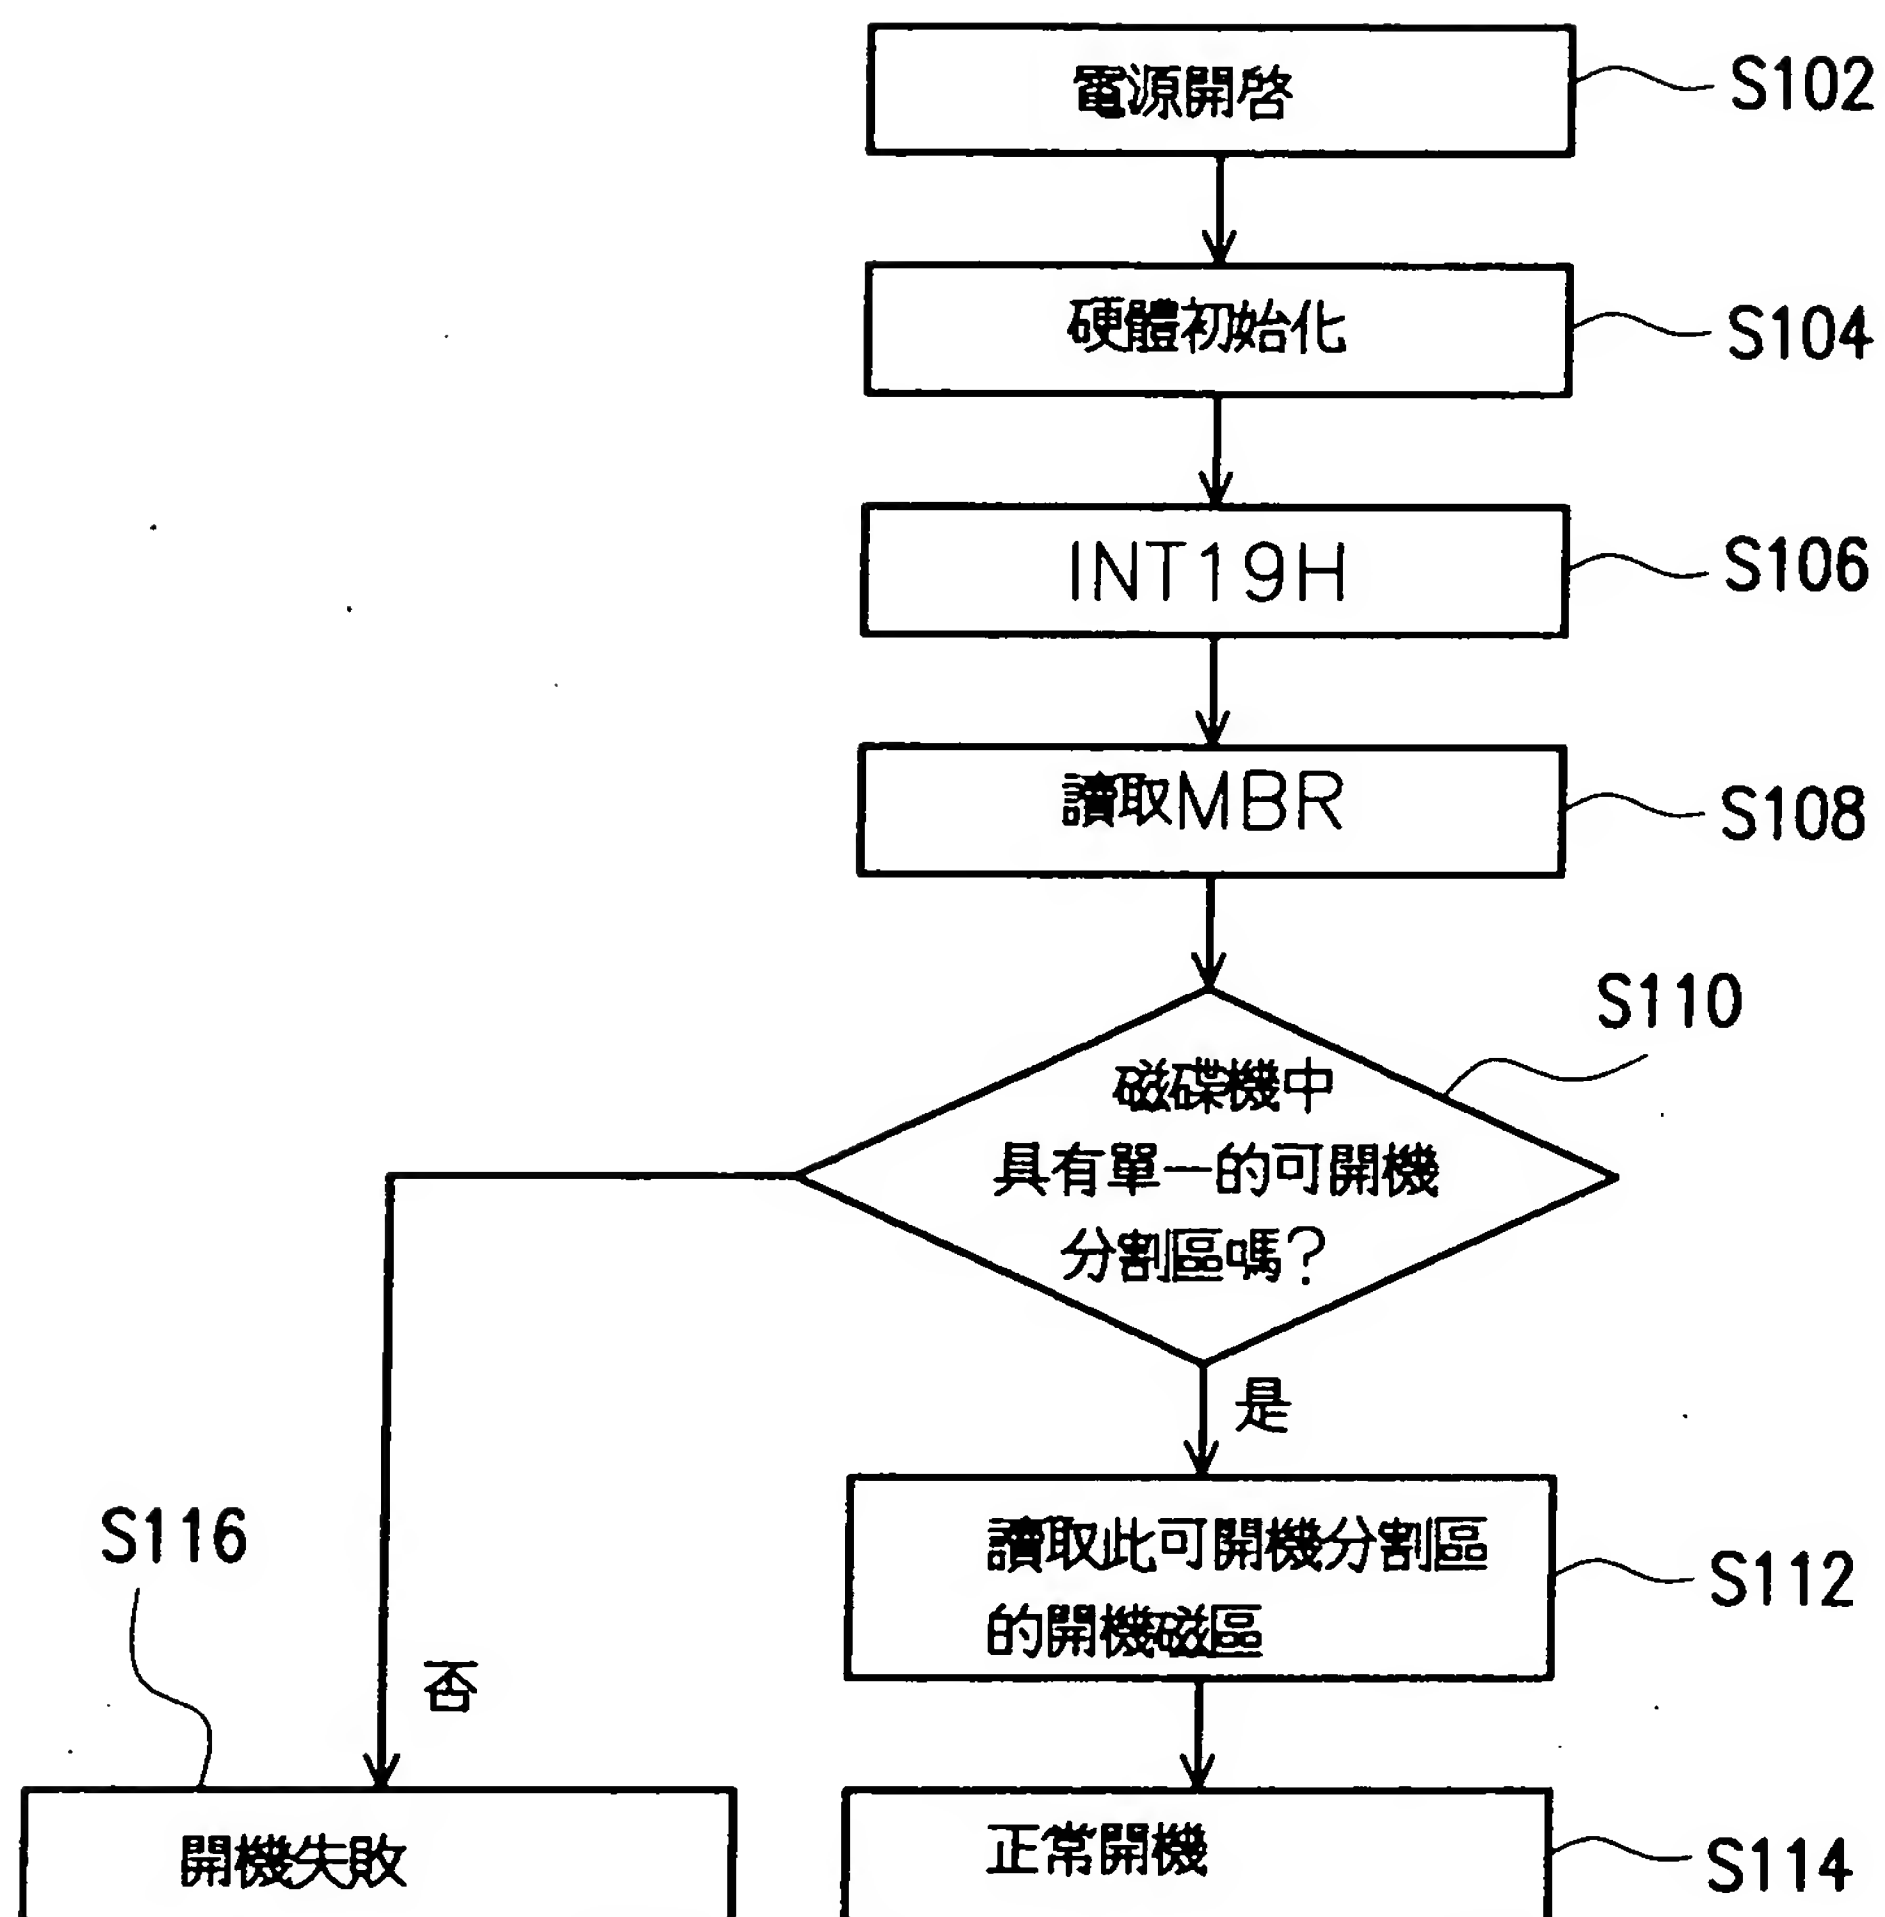 電源開啓
S102
硬體初始化
S104
INT19H
S106
讀取MBR
S108
S110
磁碟機中
具有單一的可開機
分割區嗎?
是
讀取此可開機分割區
的開機磁區
S112
S116
否
開機失敗
正常開機
S114